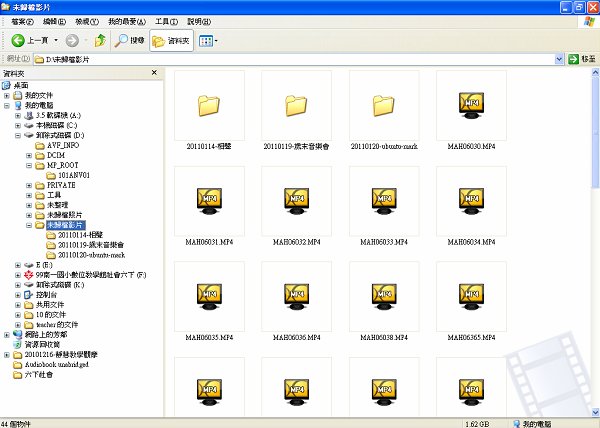 未歸檔影片
檔案(F) 編輯(E) 檢視(V) 我的最愛(A) 工具(T) 說明(H)
上一頁 搜尋 資料夾
網址(D) D:\未歸檔影片 移至
資料夾
桌面
我的文件
我的電腦
3.5 軟碟機 (A:)
本機磁碟 (C:)
卸除式磁碟 (D:)
AVF_INFO
DCIM
MP_ROOT
101ANV01
PRIVATE
工具
未整理
未歸檔照片
未歸檔影片
20110114-相聲
20110119-歲末音樂會
20110120-ubuntu-mark
E (E:)
99南一國小數位教學館社會六下 (F:)
卸除式磁碟 (K:)
控制台
共用文件
10 的文件
teacher 的文件
網路上的芳鄰
資源回收筒
20101216-靜慧教學觀摩
Audiobook unabridged
六下社會
20110114-相聲 20110119-歲末音樂會 20110120-ubuntu-mark MAH06030.MP4
MAH06031.MP4 MAH06032.MP4 MAH06033.MP4 MAH06034.MP4
MAH06035.MP4 MAH06036.MP4 MAH06038.MP4 MAH06365.MP4
MP4 MP4 MP4 MP4
44 個物件 1.62 GB 我的電腦